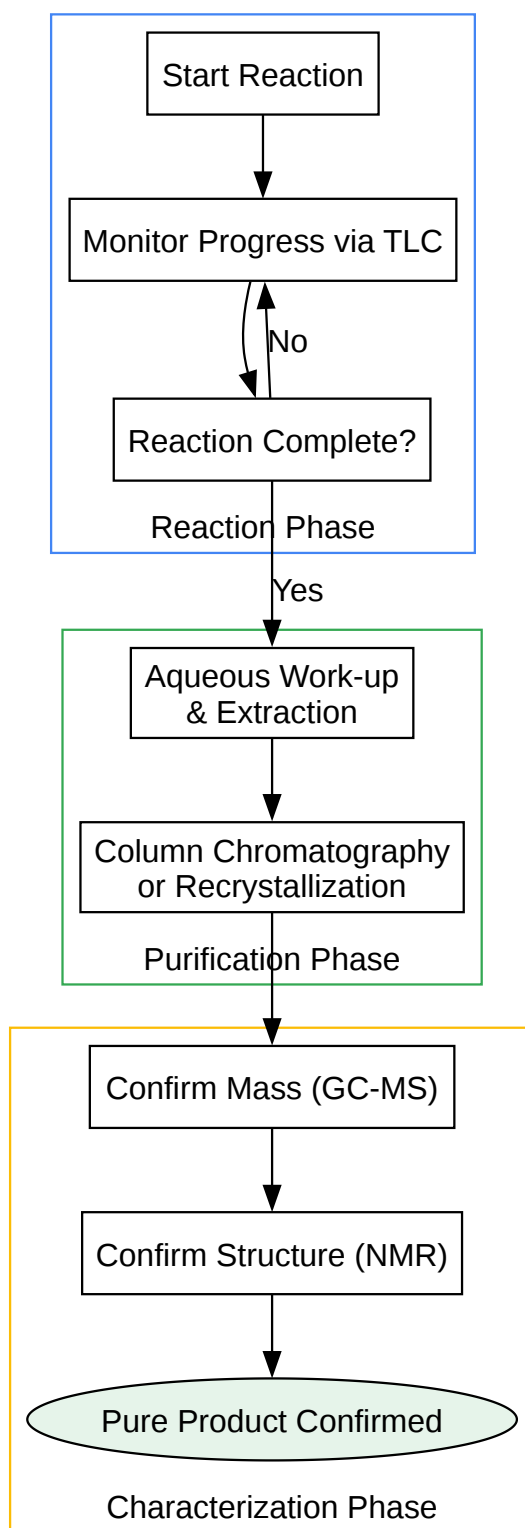 Start Reaction
Monitor Progress via TLC
No
Reaction Complete?
Reaction Phase
Yes
Aqueous Work-up
& Extraction
Column Chromatography
or Recrystallization
Purification Phase
Confirm Mass (GC-MS)
Confirm Structure (NMR)
Pure Product Confirmed
Characterization Phase